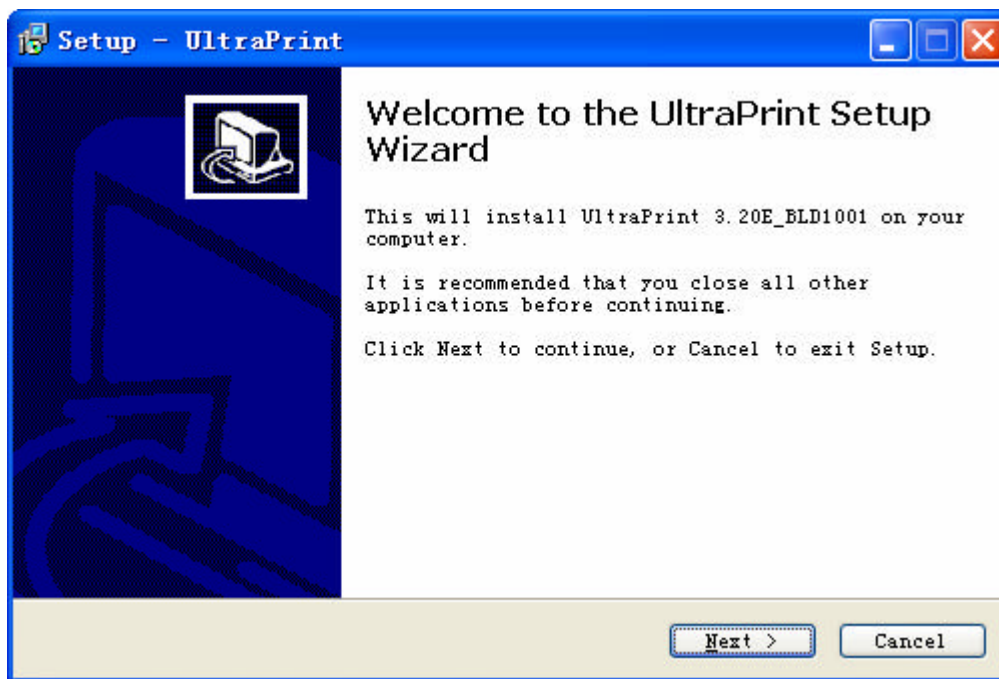 Setup - UltraPrint
Welcome to the UltraPrint Setup
Wizard
This will install UltraPrint 3.20E_BLD1001 on your
computer.
It is recommended that you close all other
applications before continuing.
Click Next to continue, or Cancel to exit Setup.
Next >
Cancel